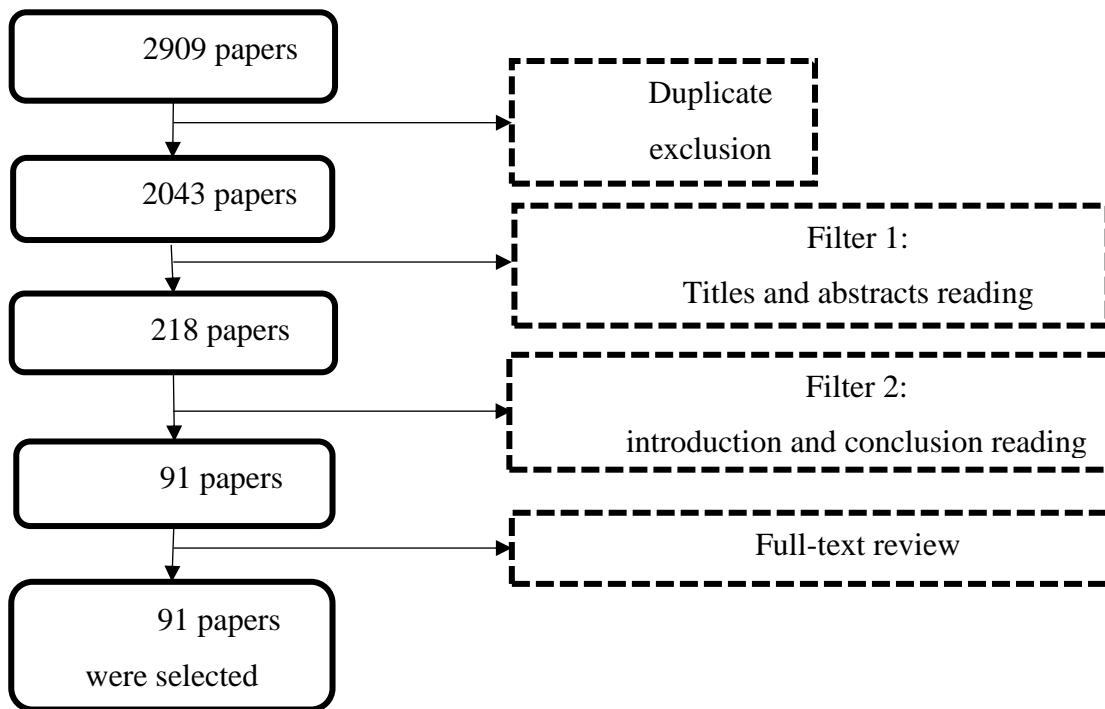 2909 papers
Duplicate
exclusion
2043 papers
Filter 1:
Titles and abstracts reading
218 papers
Filter 2:
introduction and conclusion reading
91 papers
Full-text review
91 papers
were selected